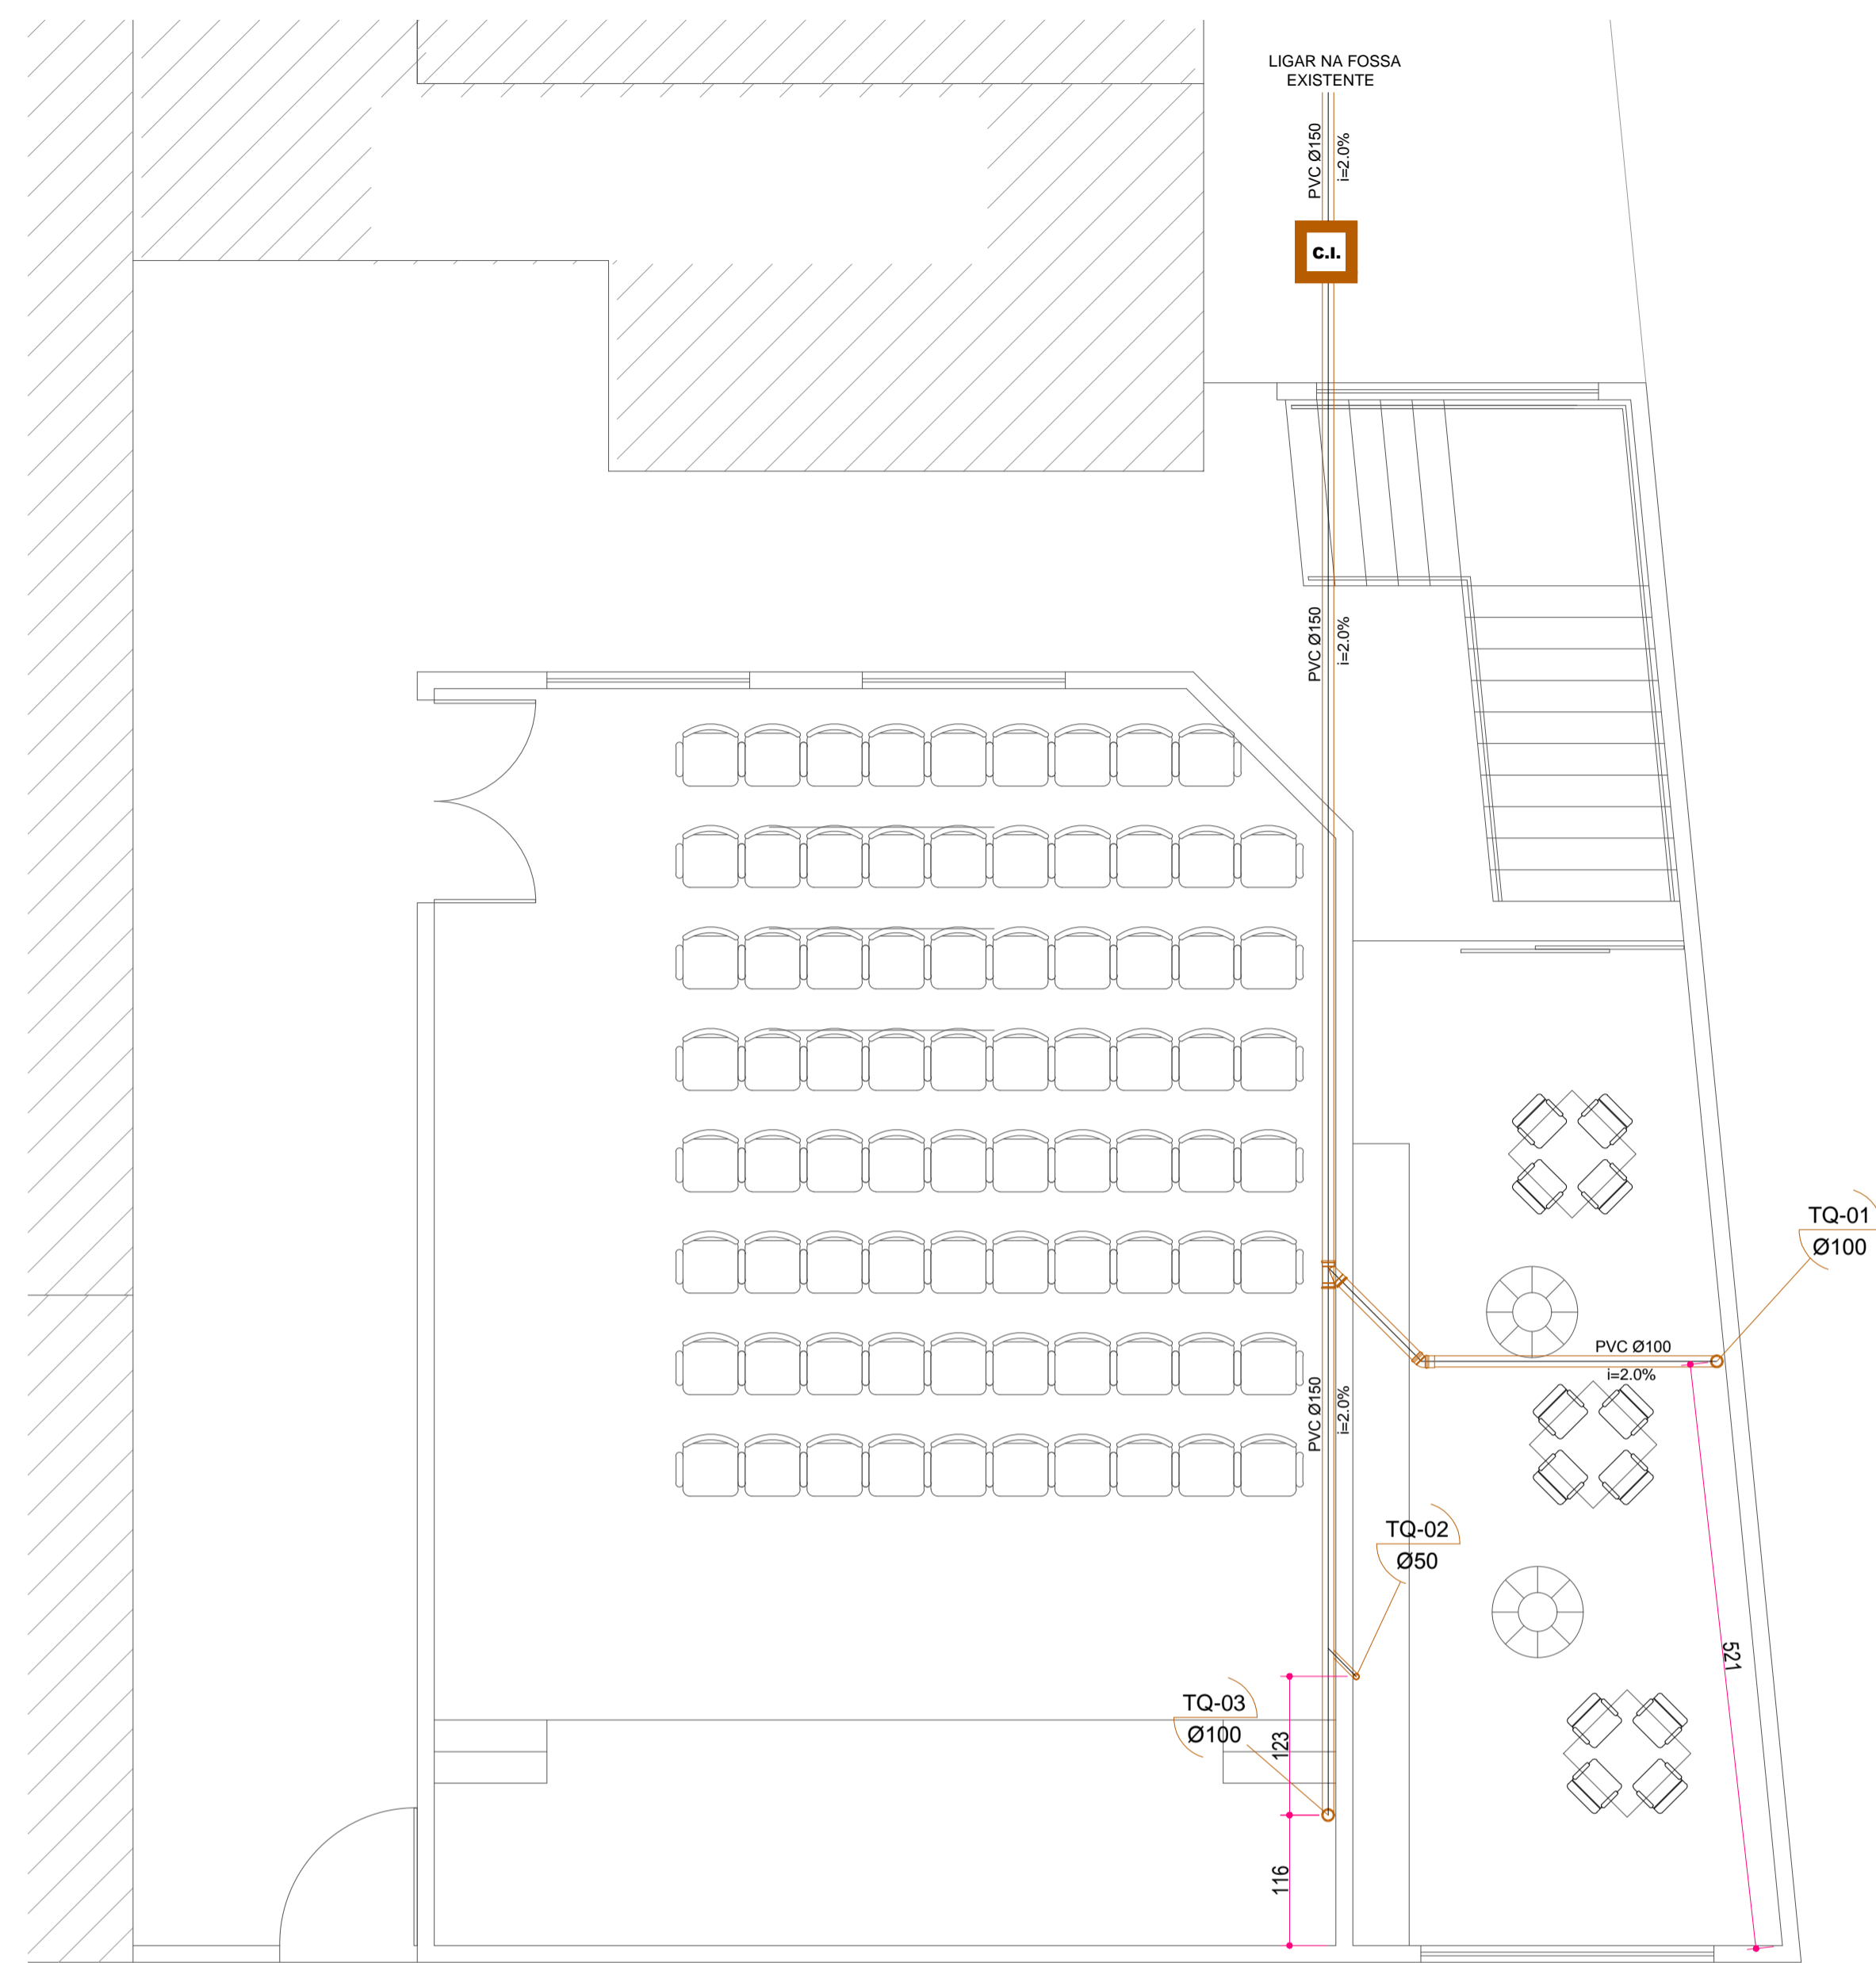 LIGAR NA FOSSA
EXISTENTE
PVC Ø150
i=2.0%
C.I.
PVC Ø150
i=2.0%
TQ-01
Ø100
PVC Ø100
i=2.0%
PVC Ø150
i=2.0%
TQ-02
Ø50
521
TQ-03
Ø100
123
116